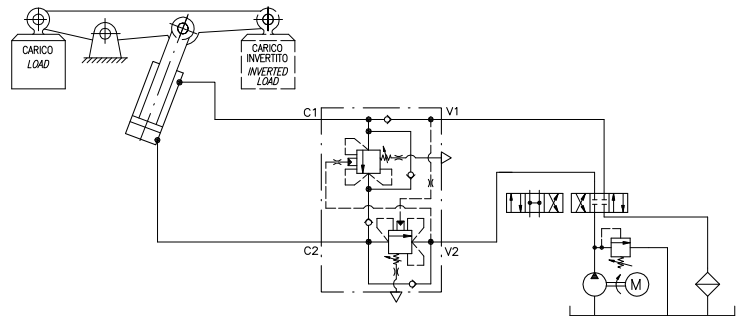 CARICO
LOAD
CARICO
INVERTITO
INVERTED
LOAD
C1
V1
C2
V2
M